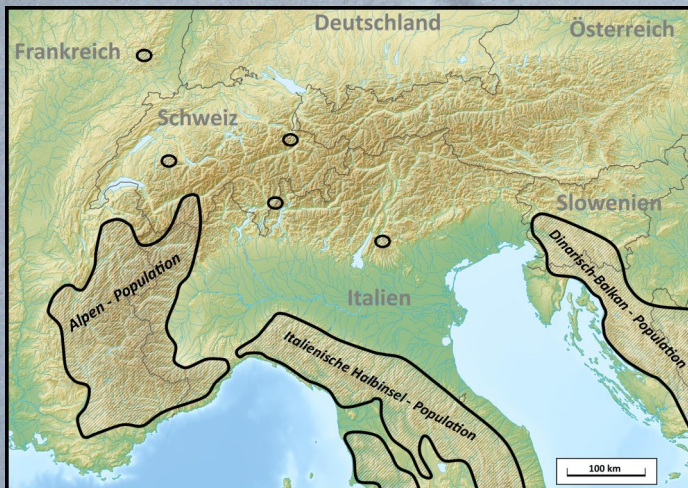 Deutschland
Österreich
Frankreich
Schweiz
Slowenien
Alpen - Population
Dinarisch-Balkan - Population
Italien
Italienische Halbinsel - Population
100 km